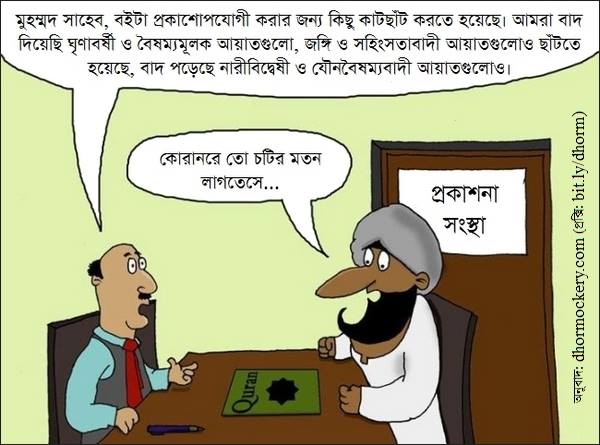 মুহম্মদ সাহেব, বইটা প্রকাশোপযোগী করার জন্য কিছু কাটছাঁট করতে হয়েছে। আমরা বাদ
দিয়েছি ঘৃণাবর্ষী ও বৈষম্যমূলক আয়াতগুলো, জঙ্গি ও সহিংসতাবাদী আয়াতগুলোও ছাঁটতে
হয়েছে, বাদ পড়েছে নারীবিদ্বেষী ও যৌনবৈষম্যবাদী আয়াতগুলোও।
কোরানরে তো চটির মতন
লাগতেসে...
প্রকাশনা
সংস্থা
Quran
অনুবাদ: dhormockery.com (প্রক্সি: bit.ly/dhorm)